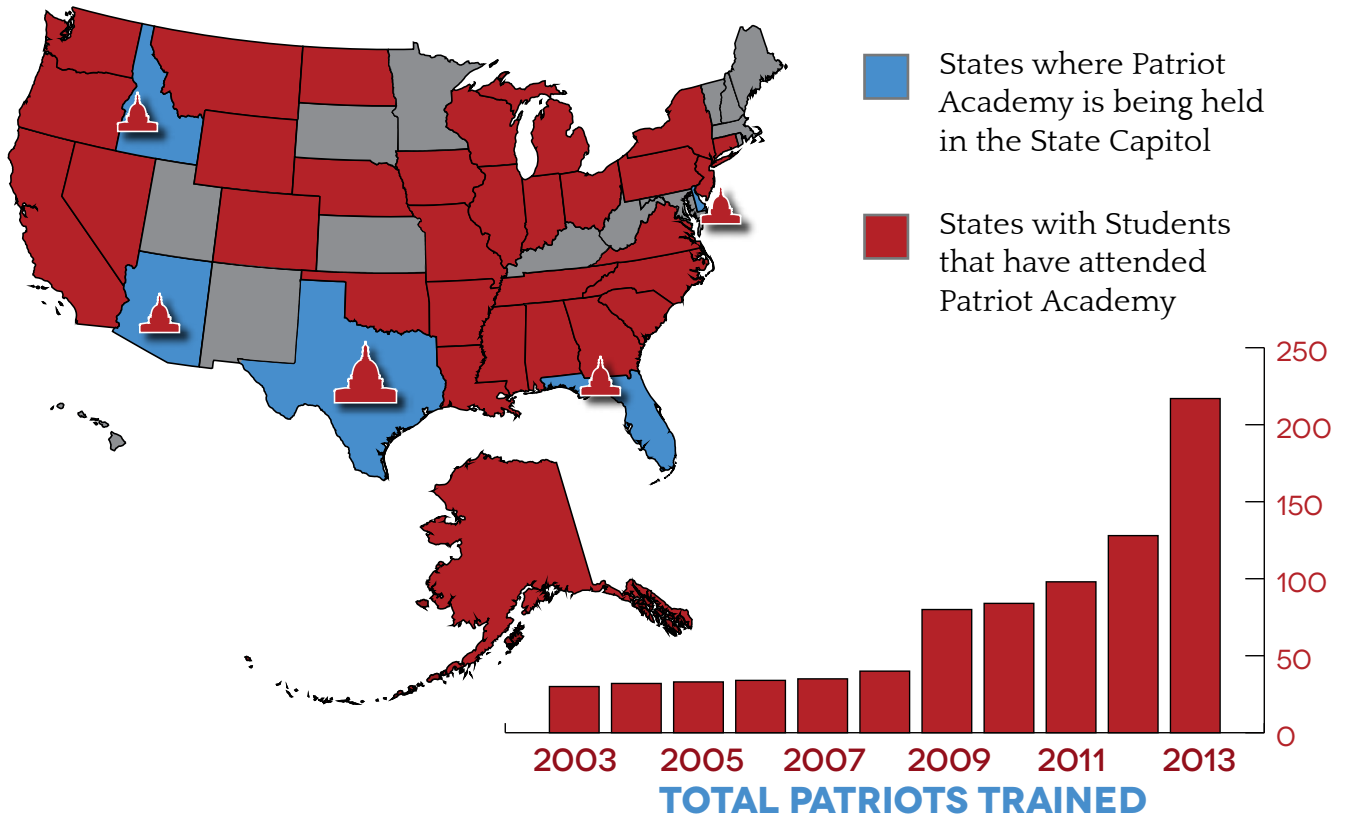 States where Patriot
Academy is being held
in the State Capitol
States with Students
that have attended
Patriot Academy
250
200
150
100
50
0
2003 2005 2007 2009 2011 2013
TOTAL PATRIOTS TRAINED